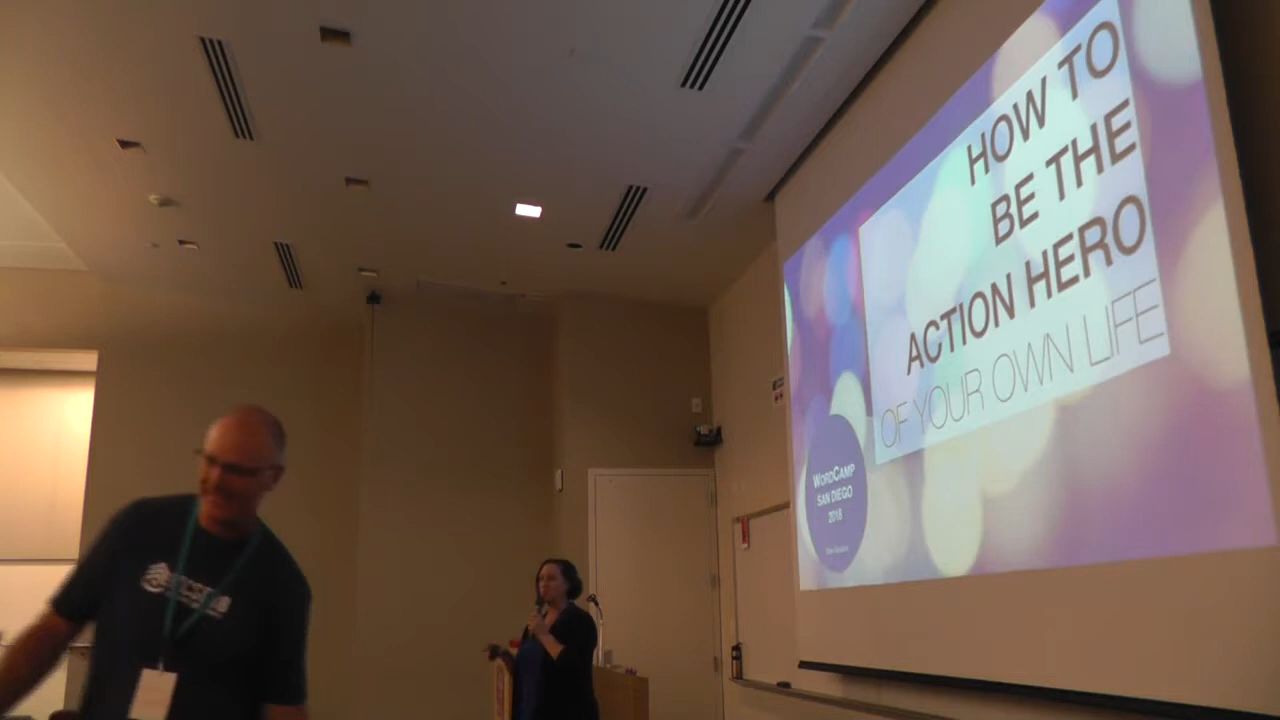 HOW TO
BE THE
ACTION HERO
OF YOUR OWN LIFE
WORDCAMP
SAN DIEGO
2018